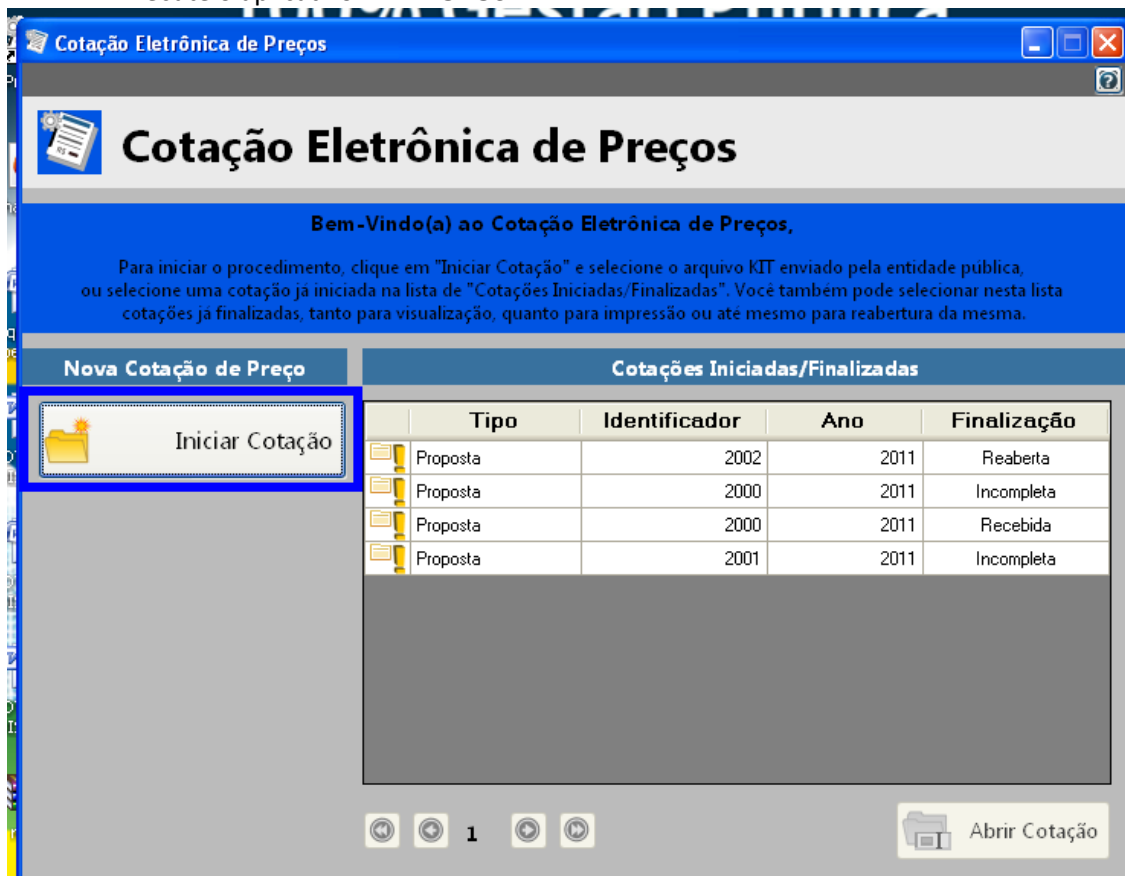 Cotação Eletrônica de Preços
Cotação Eletrônica de Preços
Bem-Vindo(a) ao Cotação Eletrônica de Preços,
Para iniciar o procedimento, clique em "Iniciar Cotação" e selecione o arquivo KIT enviado pela entidade pública,
ou selecione uma cotação já iniciada na lista de "Cotações Iniciadas/Finalizadas". Você também pode selecionar nesta lista
cotações já finalizadas, tanto para visualização, quanto para impressão ou até mesmo para reabertura da mesma.
Nova Cotação de Preço
Cotações Iniciadas/Finalizadas
Iniciar Cotação
Tipo Identificador Ano Finalização
Proposta 2002 2011 Reaberta
Proposta 2000 2011 Incompleta
Proposta 2000 2011 Recebida
Proposta 2001 2011 Incompleta
1
Abrir Cotação